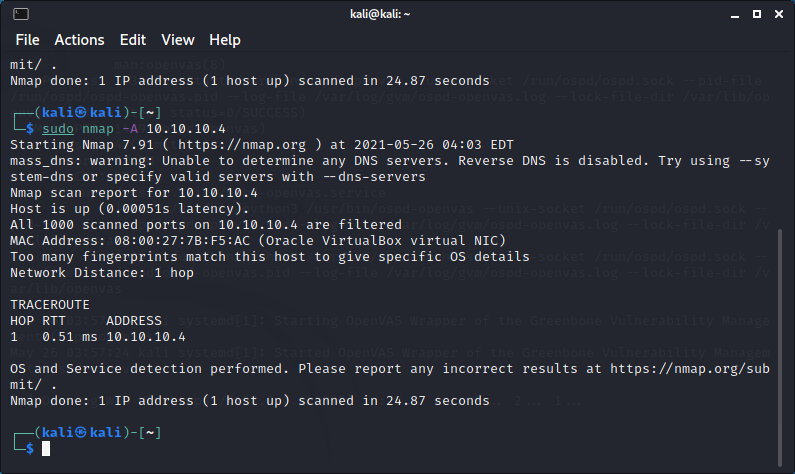 kali@kali: ~
File Actions Edit View Help
mit/ .
Nmap done: 1 IP address (1 host up) scanned in 24.87 seconds
┌──(kali㉿kali)-[~]
└─$ sudo nmap -A 10.10.10.4
Starting Nmap 7.91 ( https://nmap.org ) at 2021-05-26 04:03 EDT
mass_dns: warning: Unable to determine any DNS servers. Reverse DNS is disabled. Try using --sy
stem-dns or specify valid servers with --dns-servers
Nmap scan report for 10.10.10.4
Host is up (0.00051s latency).
All 1000 scanned ports on 10.10.10.4 are filtered
MAC Address: 08:00:27:7B:F5:AC (Oracle VirtualBox virtual NIC)
Too many fingerprints match this host to give specific OS details
Network Distance: 1 hop
TRACEROUTE
HOP RTT     ADDRESS
1   0.51 ms 10.10.10.4
OS and Service detection performed. Please report any incorrect results at https://nmap.org/sub
mit/ .
Nmap done: 1 IP address (1 host up) scanned in 24.87 seconds
┌──(kali㉿kali)-[~]
└─$